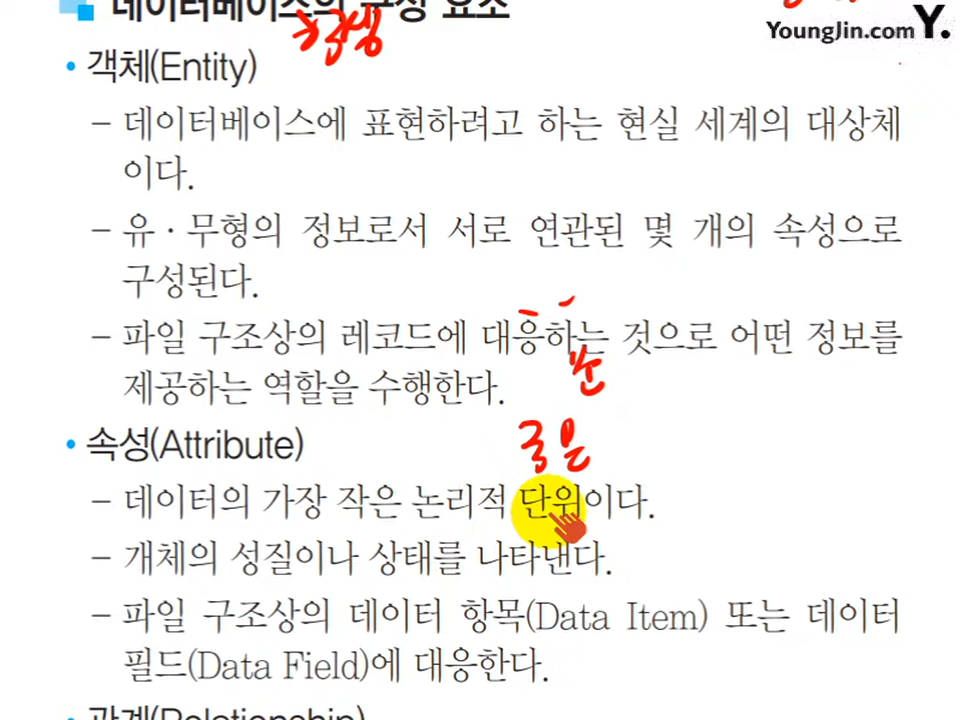 데이터베이스의 구성 요소
YoungJin.com Y.
• 객체(Entity)
– 데이터베이스에 표현하려고 하는 현실 세계의 대상체
이다.
– 유·무형의 정보로서 서로 연관된 몇 개의 속성으로
구성된다.
– 파일 구조상의 레코드에 대응하는 것으로 어떤 정보를
제공하는 역할을 수행한다.
• 속성(Attribute)
– 데이터의 가장 작은 논리적 단위이다.
– 개체의 성질이나 상태를 나타낸다.
– 파일 구조상의 데이터 항목(Data Item) 또는 데이터
필드(Data Field)에 대응한다.
• 관계(Relationship)